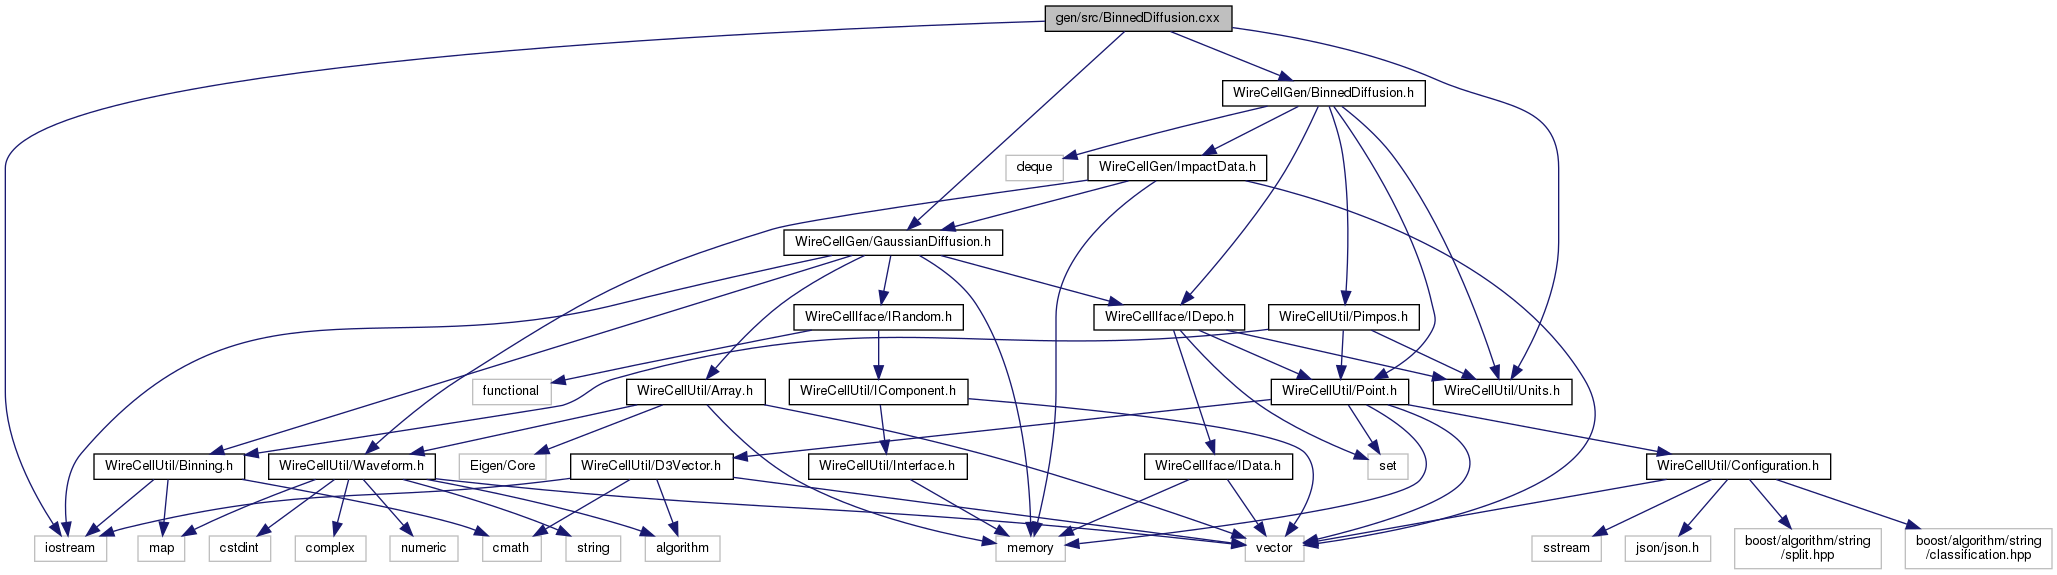 gen/src/BinnedDiffusion.cxx
WireCellGen/BinnedDiffusion.h
deque
WireCellGen/ImpactData.h
WireCellGen/GaussianDiffusion.h
WireCellIface/IRandom.h
WireCellIface/IDepo.h
WireCellUtil/Pimpos.h
functional
WireCellUtil/Array.h
WireCellUtil/IComponent.h
WireCellUtil/Point.h
WireCellUtil/Units.h
WireCellUtil/Binning.h
WireCellUtil/Waveform.h
Eigen/Core
WireCellUtil/D3Vector.h
WireCellUtil/Interface.h
WireCellIface/IData.h
set
WireCellUtil/Configuration.h
iostream
map
cstdint
complex
numeric
cmath
string
algorithm
memory
vector
sstream
json/json.h
boost/algorithm/string
/split.hpp
boost/algorithm/string
/classification.hpp